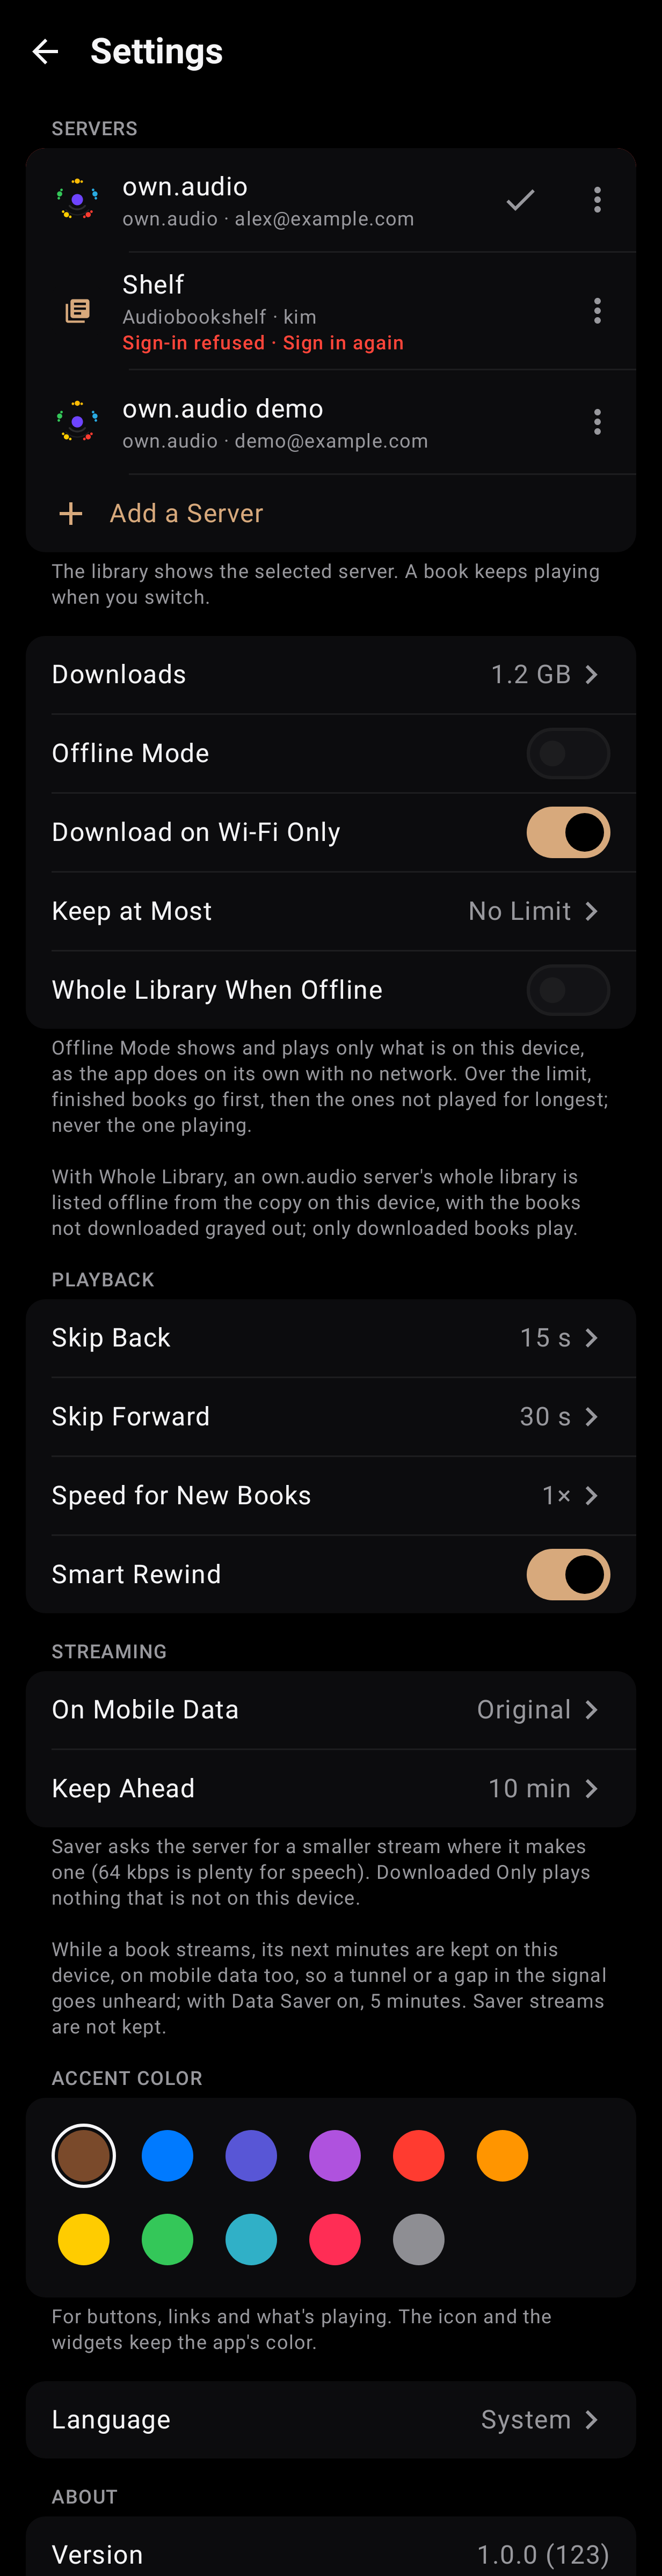 Settings
SERVERS
own.audio
own.audio · alex@example.com
Shelf
Audiobookshelf · kim
Sign-in refused · Sign in again
own.audio demo
own.audio · demo@example.com
Add a Server
The library shows the selected server. A book keeps playing
when you switch.
Downloads 1.2 GB
Offline Mode
Download on Wi-Fi Only
Keep at Most No Limit
Whole Library When Offline
Offline Mode shows and plays only what is on this device,
as the app does on its own with no network. Over the limit,
finished books go first, then the ones not played for longest;
never the one playing.
With Whole Library, an own.audio server's whole library is
listed offline from the copy on this device, with the books
not downloaded grayed out; only downloaded books play.
PLAYBACK
Skip Back 15 s
Skip Forward 30 s
Speed for New Books 1×
Smart Rewind
STREAMING
On Mobile Data Original
Keep Ahead 10 min
Saver asks the server for a smaller stream where it makes
one (64 kbps is plenty for speech). Downloaded Only plays
nothing that is not on this device.
While a book streams, its next minutes are kept on this
device, on mobile data too, so a tunnel or a gap in the signal
goes unheard; with Data Saver on, 5 minutes. Saver streams
are not kept.
ACCENT COLOR
For buttons, links and what's playing. The icon and the
widgets keep the app's color.
Language System
ABOUT
Version 1.0.0 (123)